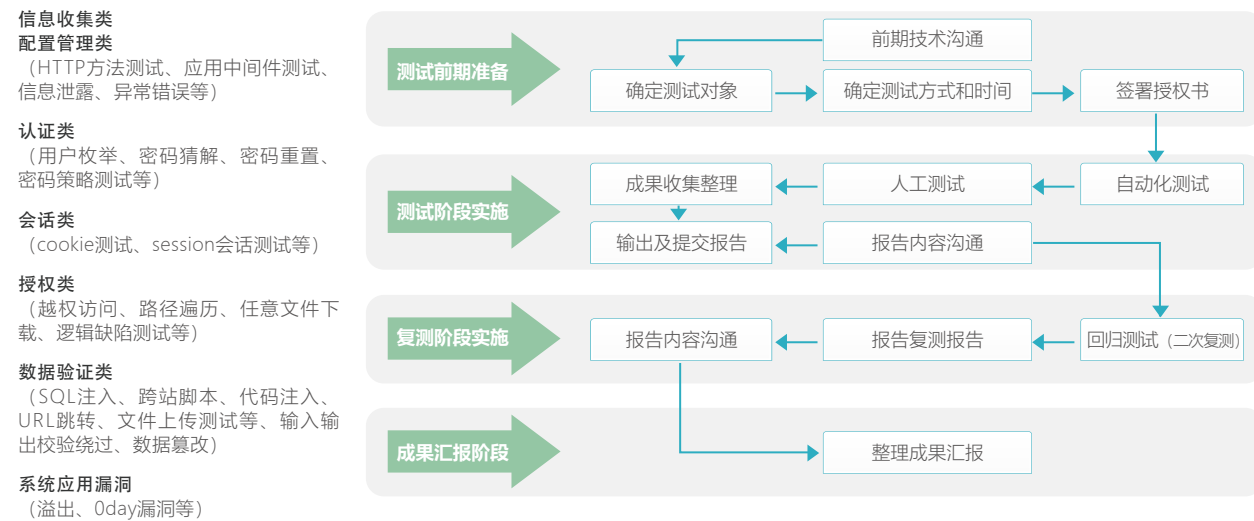 信息收集类
配置管理类
（HTTP方法测试、应用中间件测试、
信息泄露、异常错误等）
认证类
（用户枚举、密码猜解、密码重置、
密码策略测试等）
会话类
（cookie测试、session会话测试等）
授权类
（越权访问、路径遍历、任意文件下
载、逻辑缺陷测试等）
数据验证类
（SQL注入、跨站脚本、代码注入、
URL跳转、文件上传测试等、输入输
出校验绕过、数据篡改）
系统应用漏洞
（溢出、0day漏洞等）
测试前期准备
前期技术沟通
确定测试对象
确定测试方式和时间
签署授权书
测试阶段实施
成果收集整理
人工测试
自动化测试
输出及提交报告
报告内容沟通
复测阶段实施
报告内容沟通
报告复测报告
回归测试（二次复测）
成果汇报阶段
整理成果汇报